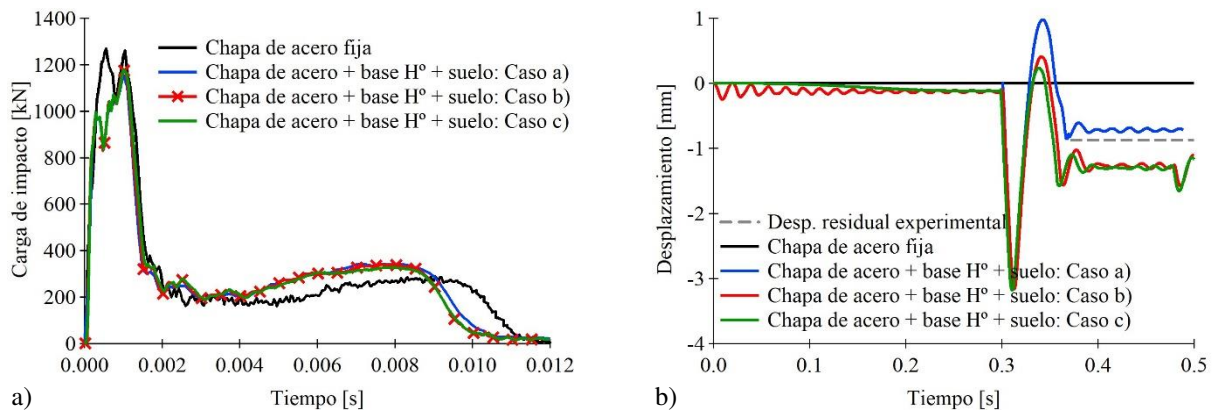 1400
1200
1000
800
600
400
200
0
0.000
0.002
0.004
0.006
0.008
0.010
0.012
Carga de impacto [kN]
Tiempo [s]
Chapa de acero fija
Chapa de acero + base Hº + suelo: Caso a)
Chapa de acero + base Hº + suelo: Caso b)
Chapa de acero + base Hº + suelo: Caso c)
a)
1
0
-1
-2
-3
-4
0.0
0.1
0.2
0.3
0.4
0.5
Desplazamiento [mm]
Tiempo [s]
Desp. residual experimental
Chapa de acero fija
Chapa de acero + base Hº + suelo: Caso a)
Chapa de acero + base Hº + suelo: Caso b)
Chapa de acero + base Hº + suelo: Caso c)
b)